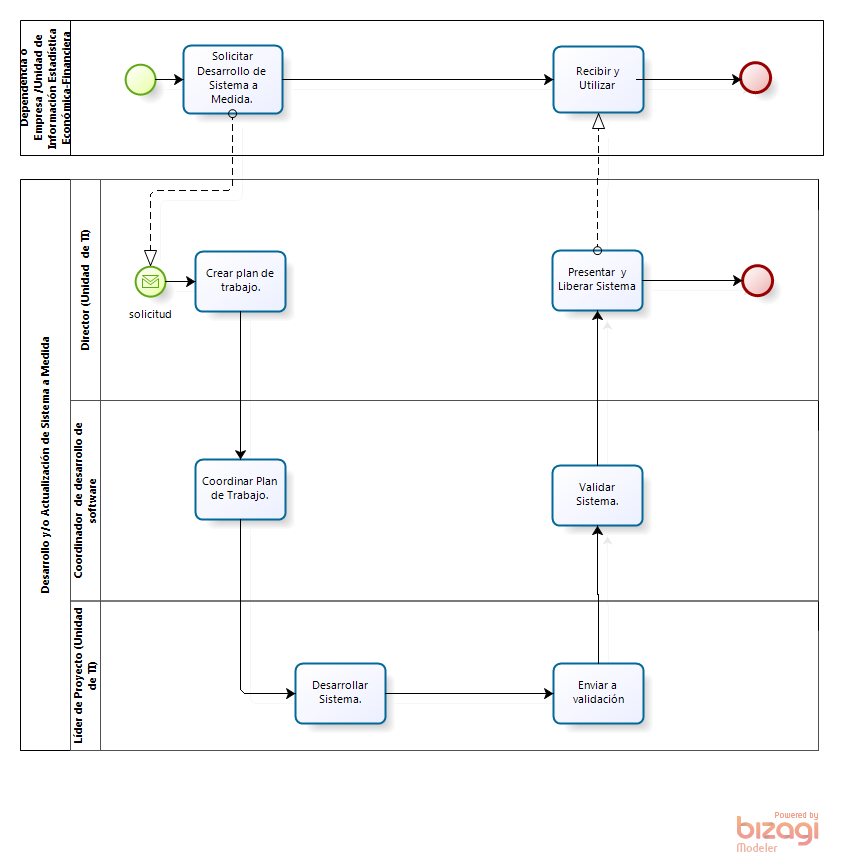 Dependencia o
Empresa /Unidad de
Información Estadística
Económica-Financiera
Solicitar
Desarrollo de
Sistema a
Medida.
Recibir y
Utilizar
Desarrollo y/o Actualización de Sistema a Medida
Director (Unidad de TI)
solicitud
Crear plan de
trabajo.
Presentar y
Liberar Sistema
Coordinador de desarrollo de
software
Coordinar Plan
de Trabajo.
Validar
Sistema.
Líder de Proyecto (Unidad
de TI)
Desarrollar
Sistema.
Enviar a
validación
Powered by
bizagi
Modeler